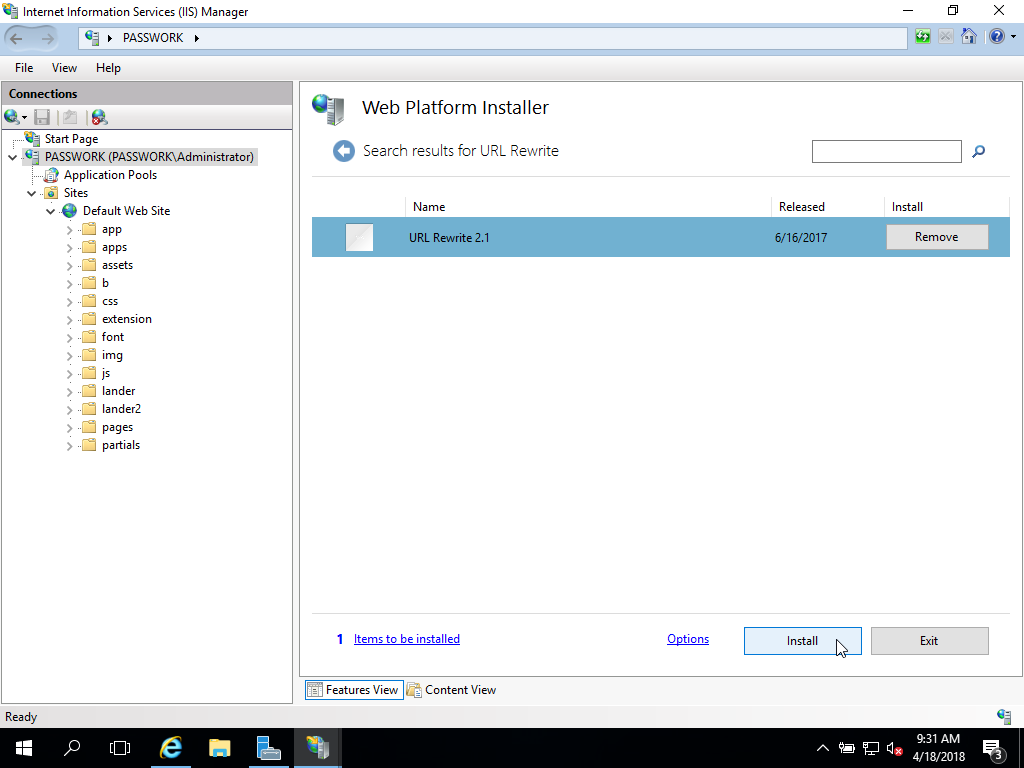 Internet Information Services (IIS) Manager
PASSWORK
File View Help
Connections
Start Page
PASSWORK (PASSWORK\Administrator)
Application Pools
Sites
Default Web Site
app
apps
assets
b
css
extension
font
img
js
lander
lander2
pages
partials
Web Platform Installer
Search results for URL Rewrite
Name Released Install
URL Rewrite 2.1 6/16/2017 Remove
1 Items to be installed Options Install Exit
Features View Content View
Ready
9:31 AM
4/18/2018
3